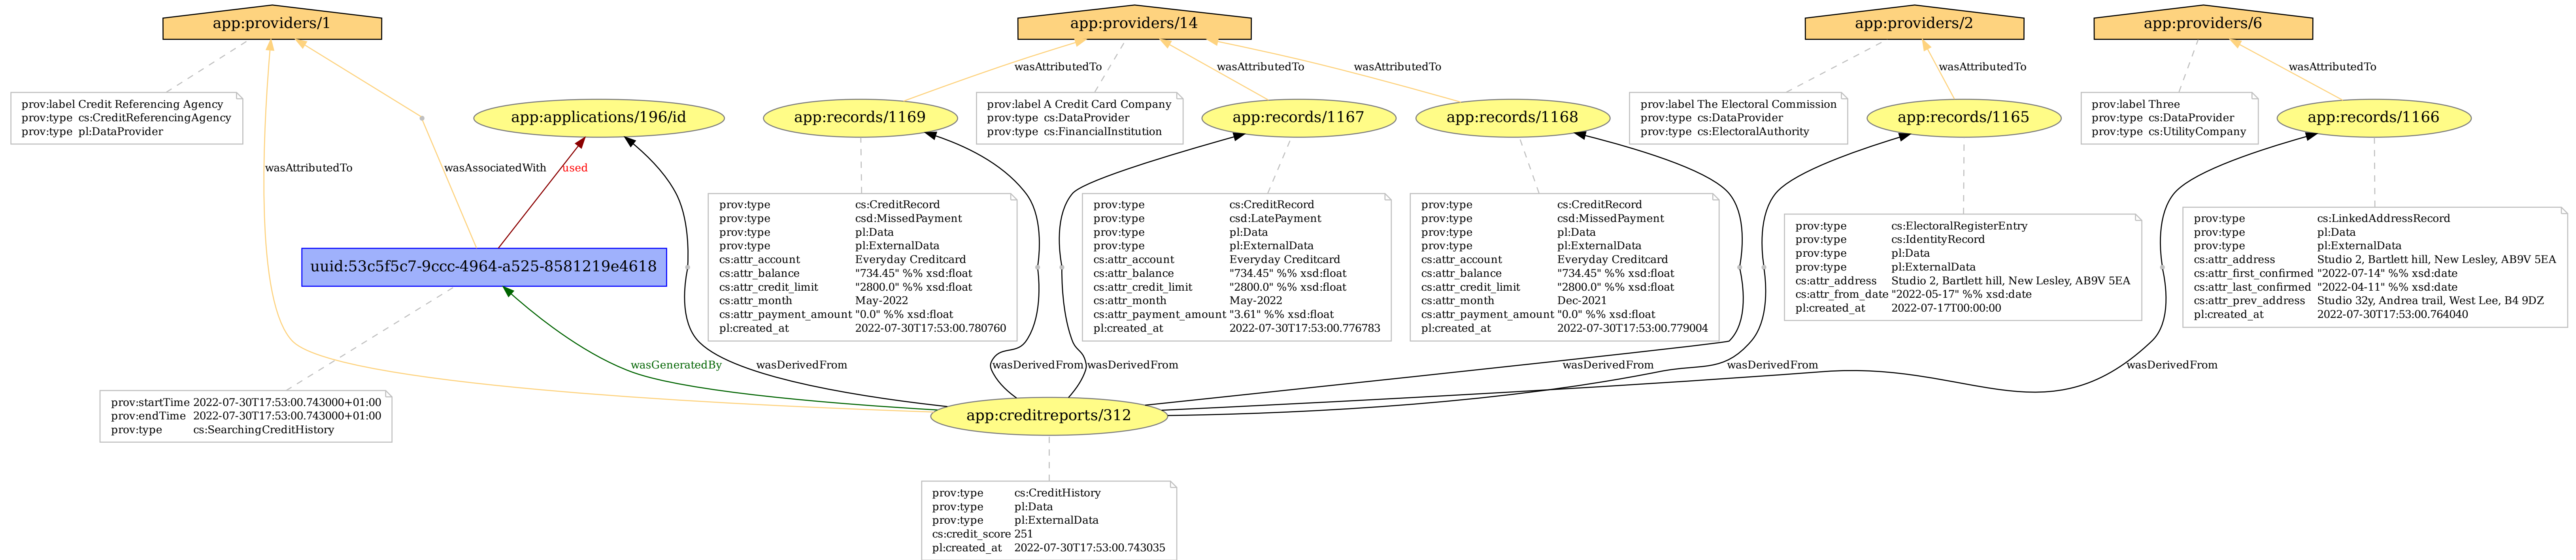 app:providers/1
app:providers/14
app:providers/2
app:providers/6
wasAttributedTo
wasAttributedTo
wasAttributedTo
wasAttributedTo
wasAttributedTo
prov:label Credit Referencing Agency
prov:type cs:CreditReferencingAgency
prov:type pl:DataProvider
app:applications/196/id
app:records/1169
prov:label A Credit Card Company
prov:type cs:DataProvider
prov:type cs:FinancialInstitution
app:records/1167
app:records/1168
prov:label The Electoral Commission
prov:type cs:DataProvider
prov:type cs:ElectoralAuthority
app:records/1165
prov:label Three
prov:type cs:DataProvider
prov:type cs:UtilityCompany
app:records/1166
wasAttributedTo
wasAssociatedWith
used
uuid:53c5f5c7-9ccc-4964-a525-8581219e4618
prov:type cs:CreditRecord
prov:type csd:MissedPayment
prov:type pl:Data
prov:type pl:ExternalData
cs:attr_account Everyday Creditcard
cs:attr_balance "734.45" %% xsd:float
cs:attr_credit_limit "2800.0" %% xsd:float
cs:attr_month May-2022
cs:attr_payment_amount "0.0" %% xsd:float
pl:created_at 2022-07-30T17:53:00.780760
prov:type cs:CreditRecord
prov:type csd:LatePayment
prov:type pl:Data
prov:type pl:ExternalData
cs:attr_account Everyday Creditcard
cs:attr_balance "734.45" %% xsd:float
cs:attr_credit_limit "2800.0" %% xsd:float
cs:attr_month May-2022
cs:attr_payment_amount "3.61" %% xsd:float
pl:created_at 2022-07-30T17:53:00.776783
prov:type cs:CreditRecord
prov:type csd:MissedPayment
prov:type pl:Data
prov:type pl:ExternalData
cs:attr_account Everyday Creditcard
cs:attr_balance "734.45" %% xsd:float
cs:attr_credit_limit "2800.0" %% xsd:float
cs:attr_month Dec-2021
cs:attr_payment_amount "0.0" %% xsd:float
pl:created_at 2022-07-30T17:53:00.779004
prov:type cs:ElectoralRegisterEntry
prov:type cs:IdentityRecord
prov:type pl:Data
prov:type pl:ExternalData
cs:attr_address Studio 2, Bartlett hill, New Lesley, AB9V 5EA
cs:attr_from_date "2022-05-17" %% xsd:date
pl:created_at 2022-07-17T00:00:00
prov:type cs:LinkedAddressRecord
prov:type pl:Data
prov:type pl:ExternalData
cs:attr_address Studio 2, Bartlett hill, New Lesley, AB9V 5EA
cs:attr_first_confirmed "2022-07-14" %% xsd:date
cs:attr_last_confirmed "2022-04-11" %% xsd:date
cs:attr_prev_address Studio 32y, Andrea trail, West Lee, B4 9DZ
pl:created_at 2022-07-30T17:53:00.764040
wasGeneratedBy
wasDerivedFrom
wasDerivedFrom
wasDerivedFrom
wasDerivedFrom
wasDerivedFrom
wasDerivedFrom
prov:startTime 2022-07-30T17:53:00.743000+01:00
prov:endTime 2022-07-30T17:53:00.743000+01:00
prov:type cs:SearchingCreditHistory
app:creditreports/312
prov:type cs:CreditHistory
prov:type pl:Data
prov:type pl:ExternalData
cs:credit_score 251
pl:created_at 2022-07-30T17:53:00.743035